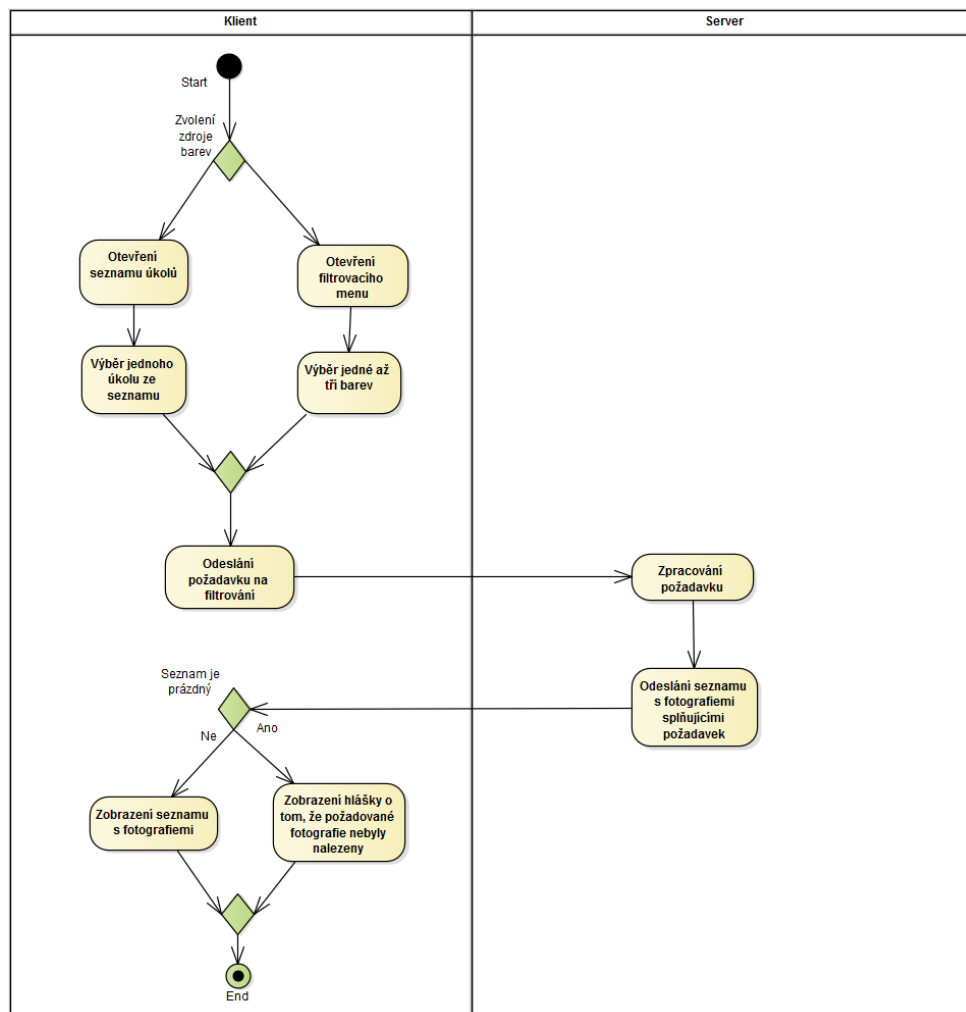 Klient
Server
Start
Zvolení
zdroje
barev
Otevření
seznamu úkolů
Otevření
filtrovacího
menu
Výběr jednoho
úkolu ze
seznamu
Výběr jedné až
tří barev
Odeslání
požadavku na
filtrování
Zpracování
požadavku
Odeslání seznamu
s fotografiemi
splňujícími
požadavek
Seznam je
prázdný
Ne
Ano
Zobrazení seznamu
s fotografiemi
Zobrazení hlášky o
tom, že požadované
fotografie nebyly
nalezeny
End